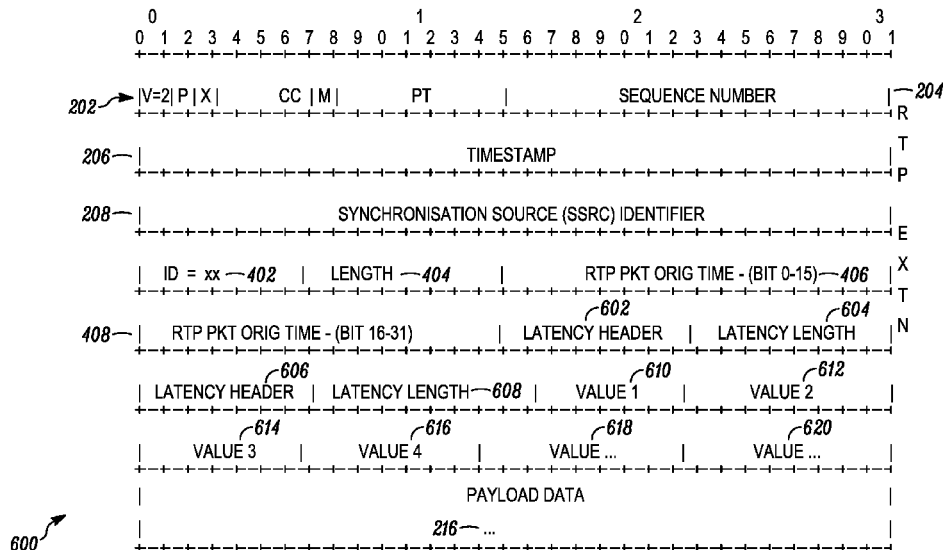 0 1 2 3
0 1 2 3 4 5 6 7 8 9 0 1 2 3 4 5 6 7 8 9 0 1 2 3 4 5 6 7 8 9 0 1
202 |V=2| P | X | CC | M | PT | SEQUENCE NUMBER | 204
206 | TIMESTAMP |
208 | SYNCHRONISATION SOURCE (SSRC) IDENTIFIER |
| ID = xx 402 | LENGTH 404 | RTP PKT ORIG TIME - (BIT 0-15) 406 |
602 604
408 | RTP PKT ORIG TIME - (BIT 16-31) | LATENCY HEADER | LATENCY LENGTH |
606 610 612
| LATENCY HEADER | LATENCY LENGTH 608 | VALUE 1 | VALUE 2 |
614 616 618 620
| VALUE 3 | VALUE 4 | VALUE ... | VALUE ... |
| PAYLOAD DATA |
| 216 ... |
600
RTP EXTN